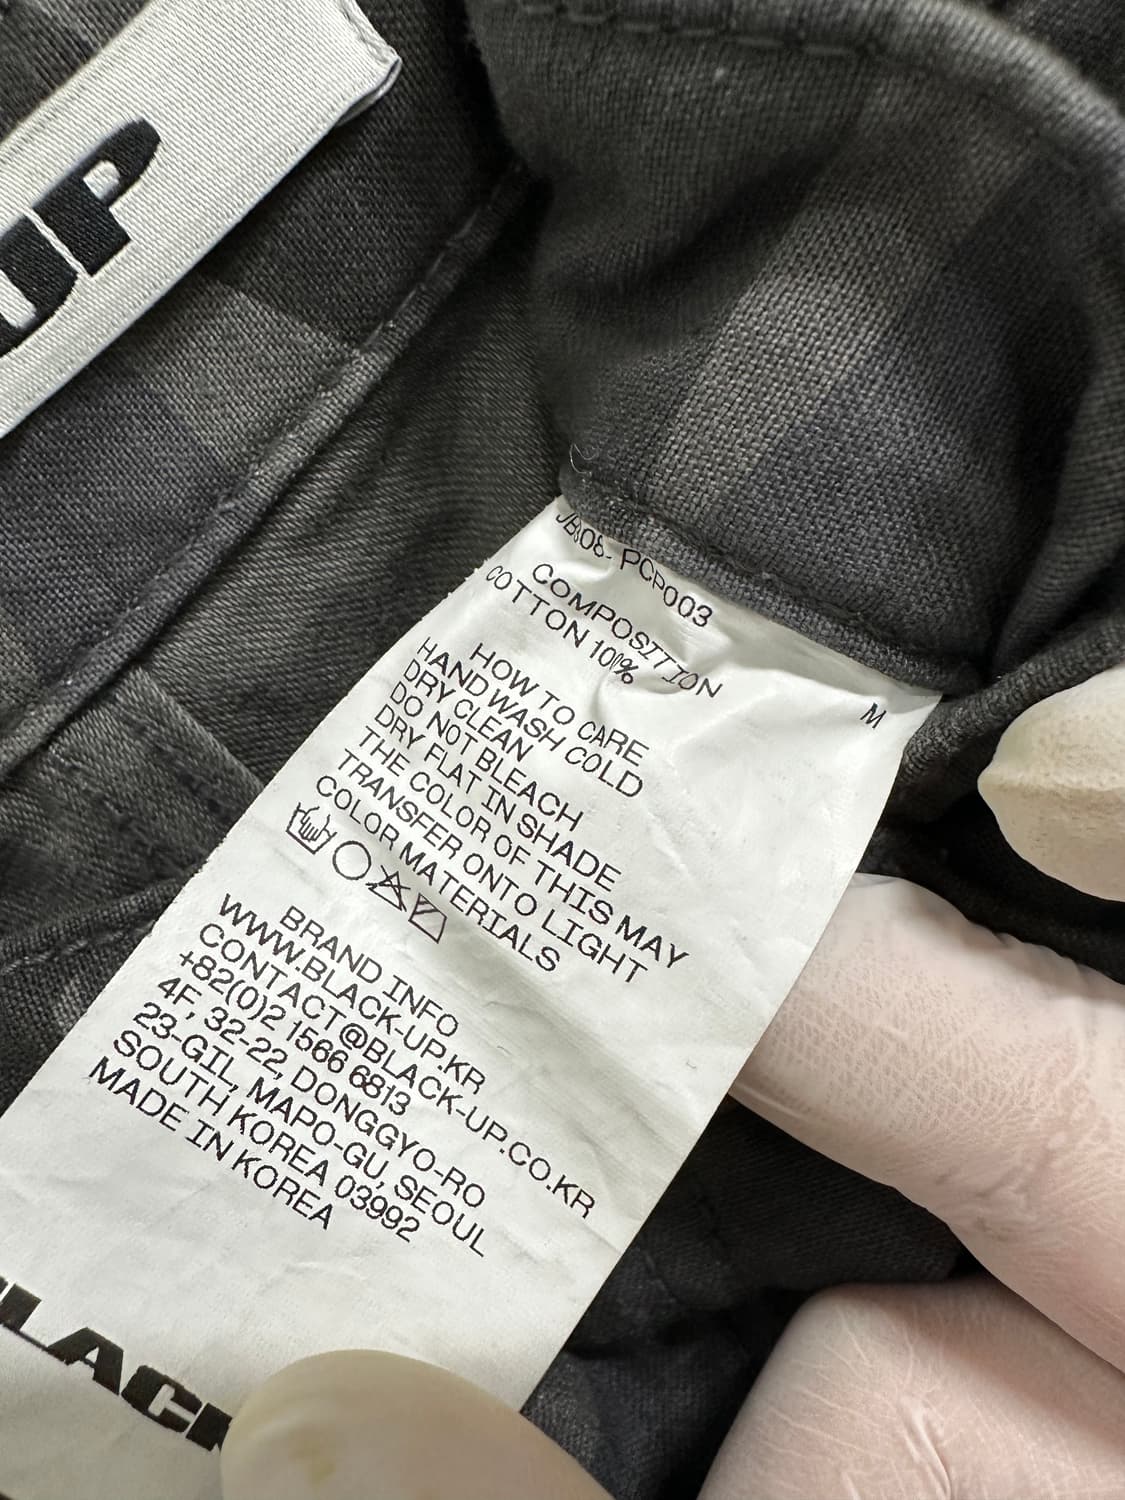 UP
PCP003
M
COMPOSITION
COTTON 100%
HOW TO CARE
HAND WASH COLD
DRY CLEAN
DO NOT BLEACH
DRY FLAT IN SHADE
THE COLOR OF THIS MAY
TRANSFER ONTO LIGHT
COLOR MATERIALS
BRAND INFO
WWW.BLACK-UP.KR
CONTACT@BLACK-UP.CO.KR
+82(0)2 1566 6813
4F, 32-22, DONGGYO-RO
23-GIL, MAPO-GU, SEOUL
SOUTH KOREA 03992
MADE IN KOREA
BLACK